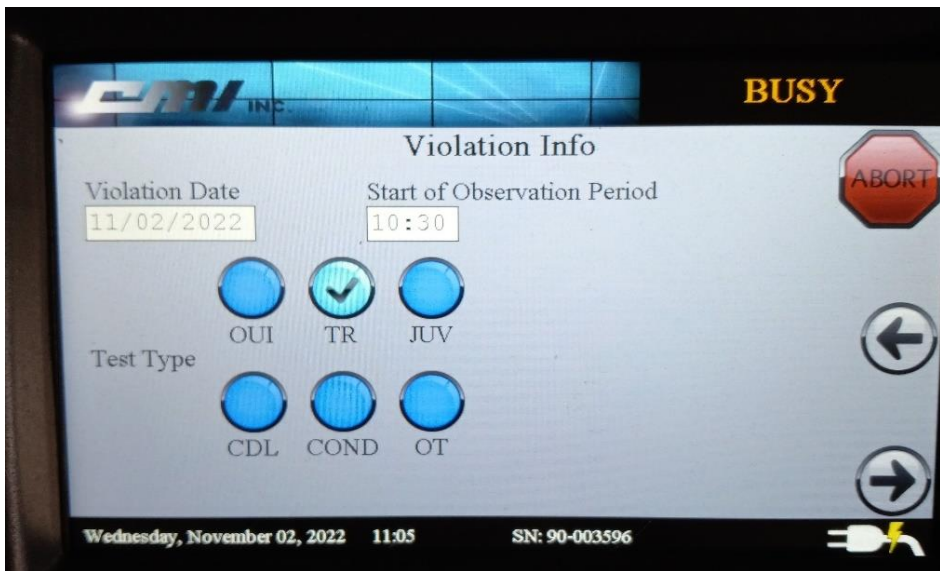 CMI INC.
BUSY
Violation Info
ABORT
Violation Date
Start of Observation Period
11/02/2022
10:30
OUI TR JUV
Test Type
CDL COND OT
Wednesday, November 02, 2022 11:05 SN: 90-003596